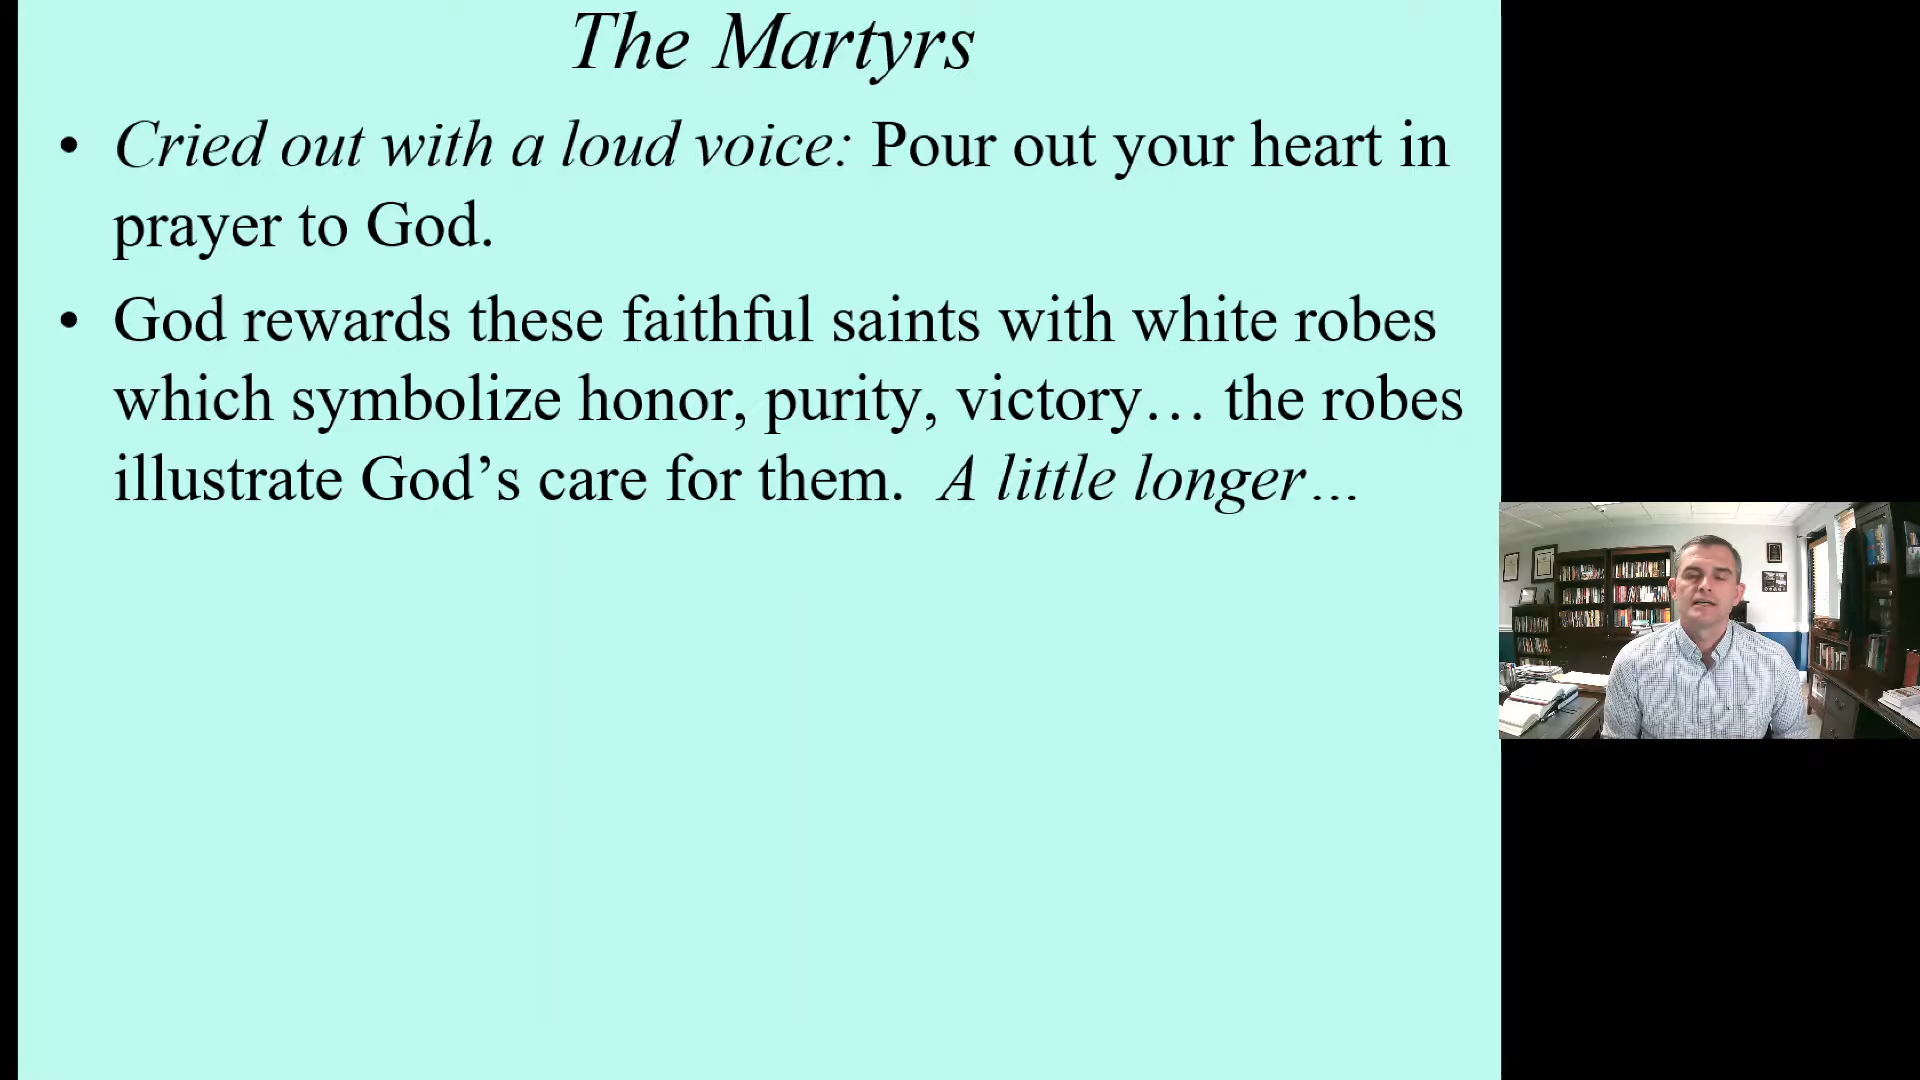 The Martyrs
• Cried out with a loud voice: Pour out your heart in
prayer to God.
• God rewards these faithful saints with white robes
which symbolize honor, purity, victory… the robes
illustrate God’s care for them. A little longer…